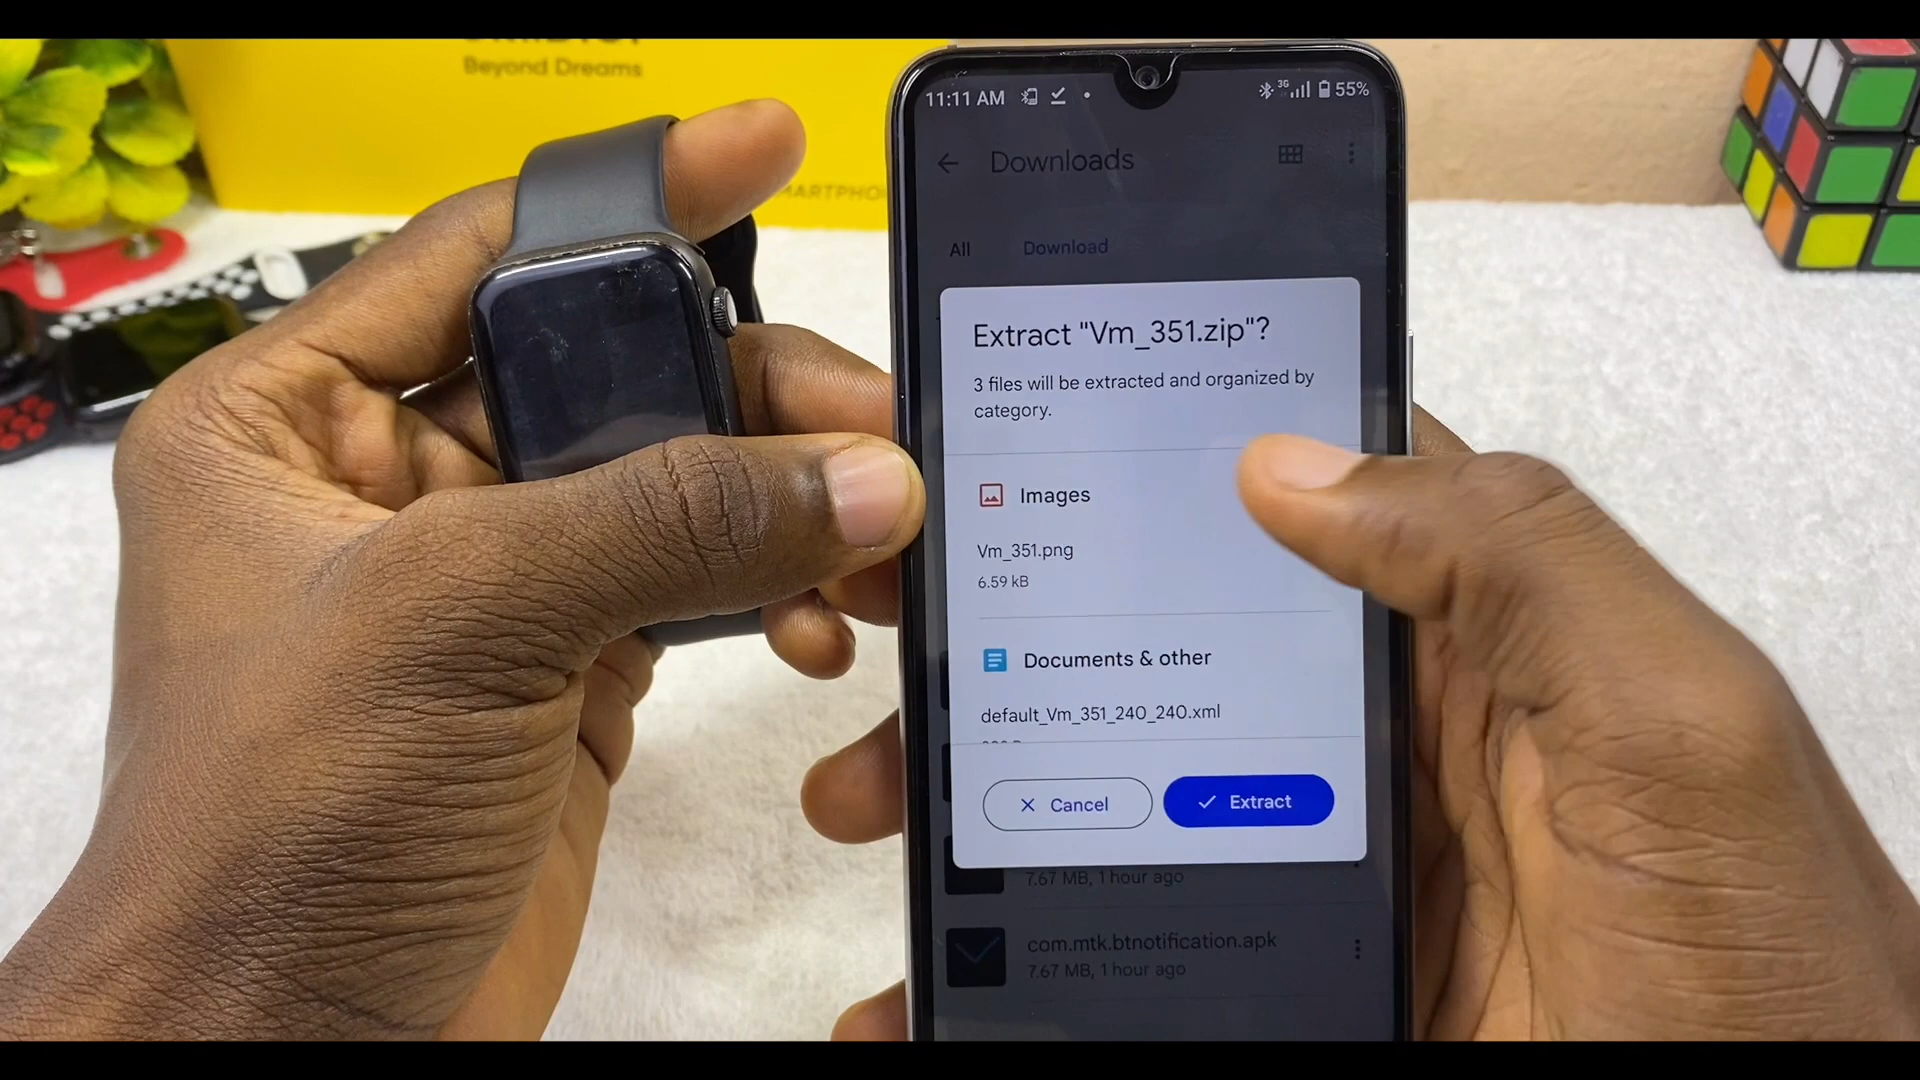 Beyond Dreams
11:11 AM
3G
55%
Downloads
All
Download
Extract "Vm_351.zip"?
3 files will be extracted and organized by
category.
Images
Vm_351.png
6.59 kB
Documents & other
default_Vm_351_240_240.xml
Cancel
Extract
7.67 MB, 1 hour ago
com.mtk.btnotification.apk
7.67 MB, 1 hour ago